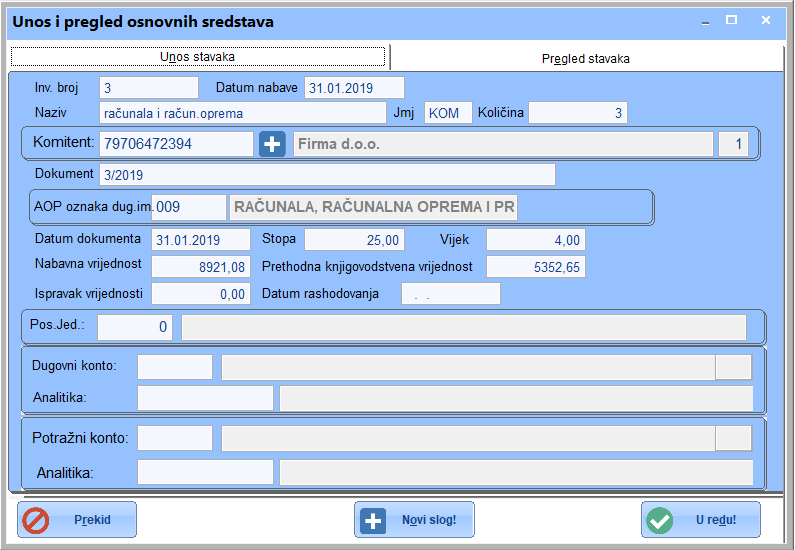 Unos i pregled osnovnih sredstava
Unos stavaka Pregled stavaka
Inv. broj 3 Datum nabave 31.01.2019
Naziv računala i račun.oprema Jmj KOM Količina 3
Komitent: 79706472394 Firma d.o.o. 1
Dokument 3/2019
AOP oznaka dug.im. 009 RAČUNALA, RAČUNALNA OPREMA I PR
Datum dokumenta 31.01.2019 Stopa 25,00 Vijek 4,00
Nabavna vrijednost 8921,08 Prethodna knjigovodstvena vrijednost 5352,65
Ispravak vrijednosti 0,00 Datum rashodovanja . .
Pos.Jed.: 0
Dugovni konto:
Analitika:
Potražni konto:
Analitika:
Prekid Novi slog! U redu!